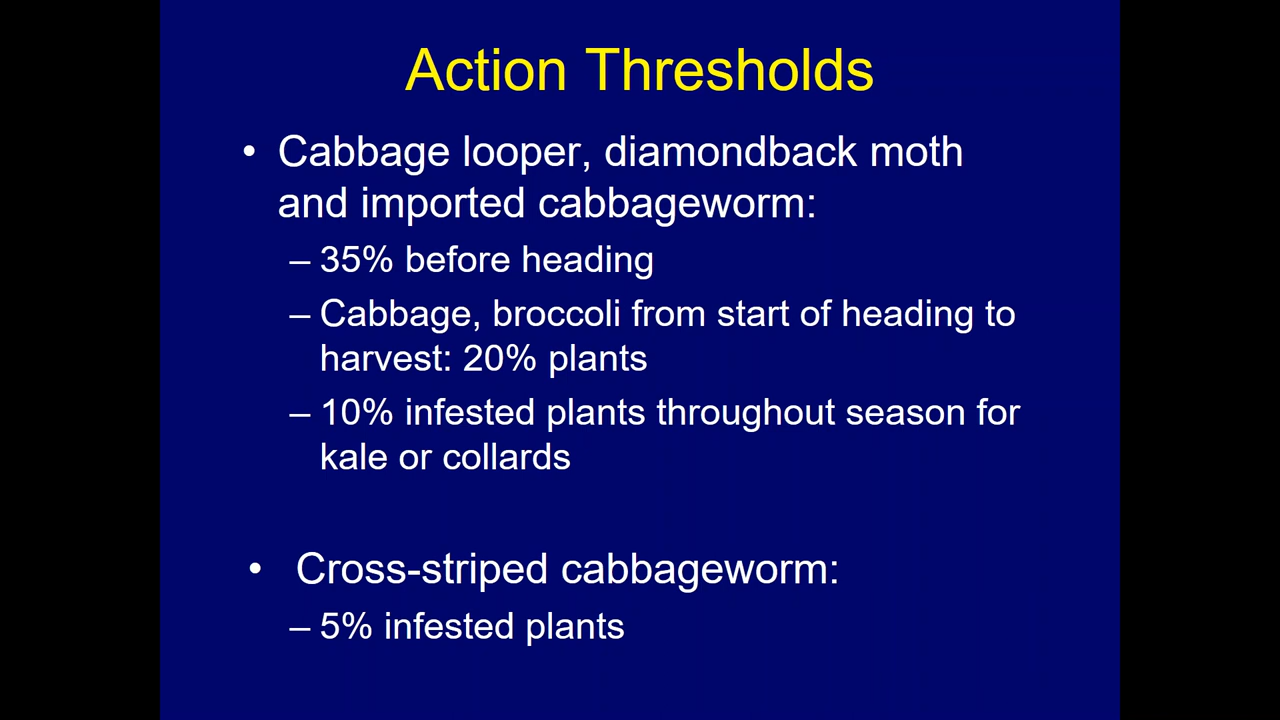 Action Thresholds
• Cabbage looper, diamondback moth
and imported cabbageworm:
– 35% before heading
– Cabbage, broccoli from start of heading to
harvest: 20% plants
– 10% infested plants throughout season for
kale or collards
• Cross-striped cabbageworm:
– 5% infested plants